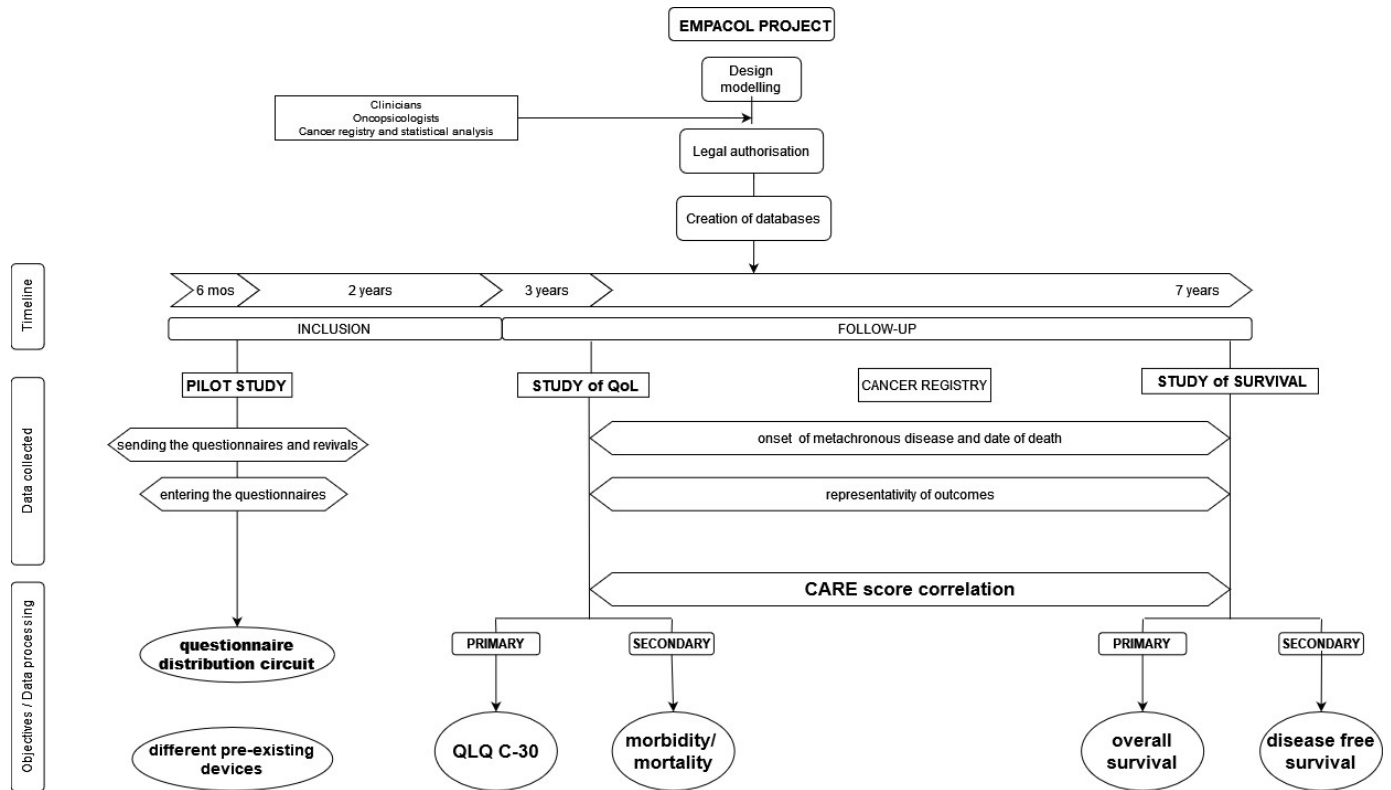 EMPACOL PROJECT
Design
modelling
Clinicians
Oncopsicologists
Cancer registry and statistical analysis
Legal authorisation
Creation of databases
Timeline
6 mos
2 years
3 years
7 years
INCLUSION
FOLLOW-UP
Data collected
PILOT STUDY
STUDY of QoL
CANCER REGISTRY
STUDY of SURVIVAL
sending the questionnaires and revivals
onset of metachronous disease and date of death
entering the questionnaires
representativity of outcomes
Objectives / Data processing
CARE score correlation
questionnaire
distribution circuit
PRIMARY
SECONDARY
PRIMARY
SECONDARY
different pre-existing
devices
QLQ C-30
morbidity/
mortality
overall
survival
disease free
survival